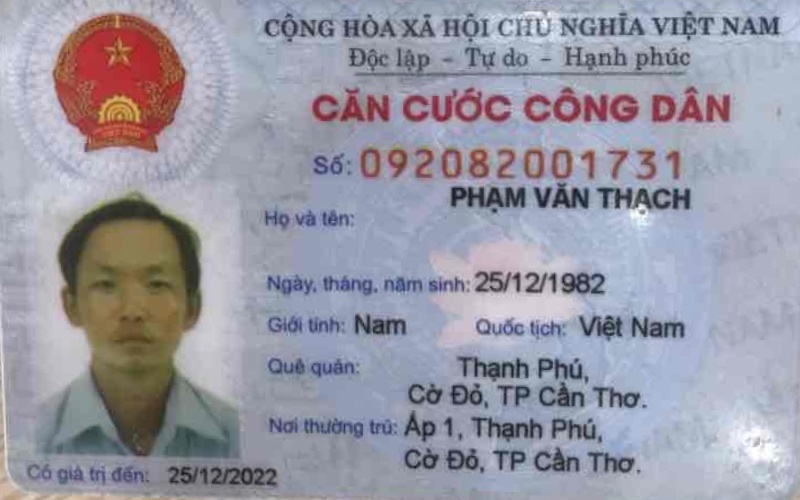 CỘNG HÒA XÃ HỘI CHỦ NGHĨA VIỆT NAM
Độc lập - Tự do - Hạnh phúc
CĂN CƯỚC CÔNG DÂN
Số: 092082001731
PHẠM VĂN THẠCH
Họ và tên:
Ngày, tháng, năm sinh: 25/12/1982
Giới tính: Nam Quốc tịch: Việt Nam
Quê quán: Thạnh Phú,
Cờ Đỏ, TP Cần Thơ.
Nơi thường trú: Ấp 1, Thạnh Phú,
Cờ Đỏ, TP Cần Thơ.
Có giá trị đến: 25/12/2022